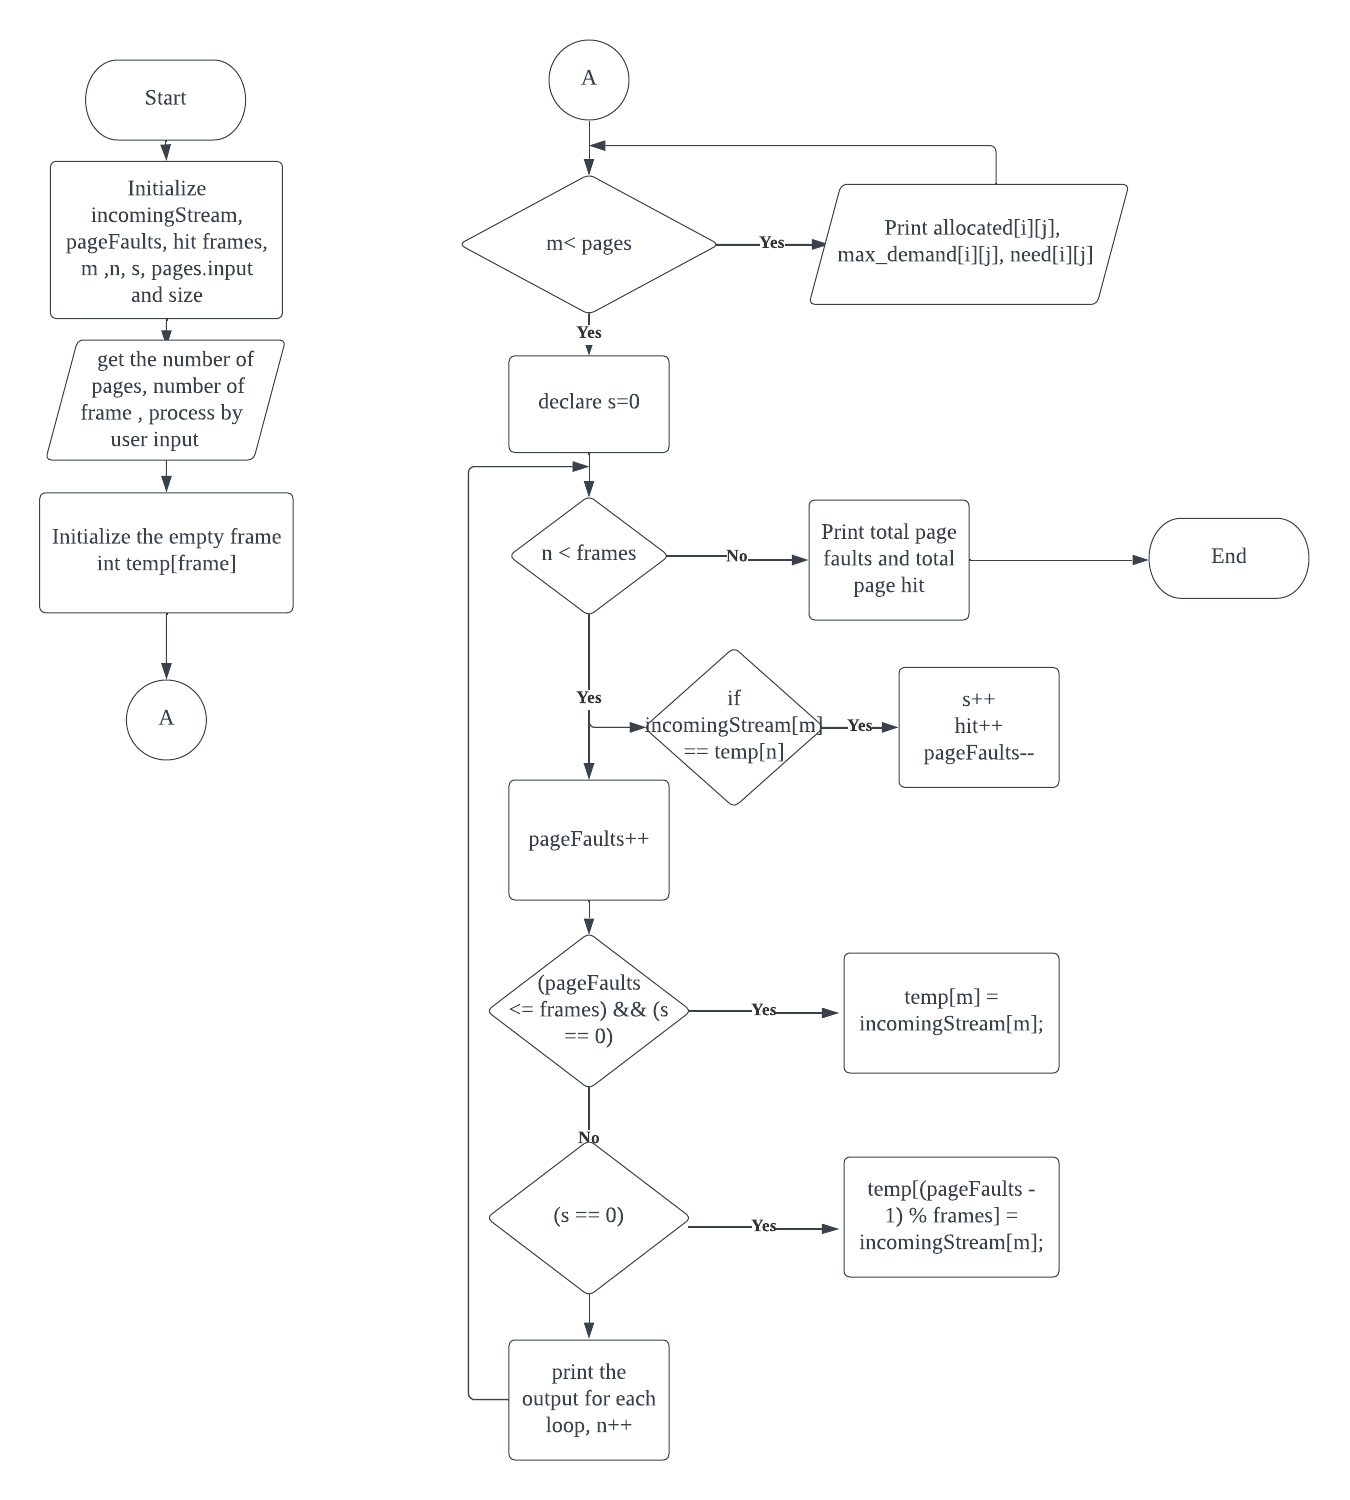 Start
Initialize
incomingStream,
pageFaults, hit frames,
m ,n, s, pages.input
and size
get the number of
pages, number of
frame , process by
user input
Initialize the empty frame
int temp[frame]
A
A
m< pages
Yes
Print allocated[i][j],
max_demand[i][j], need[i][j]
Yes
declare s=0
n < frames
No
Print total page
faults and total
page hit
End
Yes
if
incomingStream[m]
== temp[n]
Yes
s++
hit++
pageFaults--
pageFaults++
(pageFaults
<= frames) && (s
== 0)
Yes
temp[m] =
incomingStream[m];
No
(s == 0)
Yes
temp[(pageFaults -
1) % frames] =
incomingStream[m];
print the
output for each
loop, n++